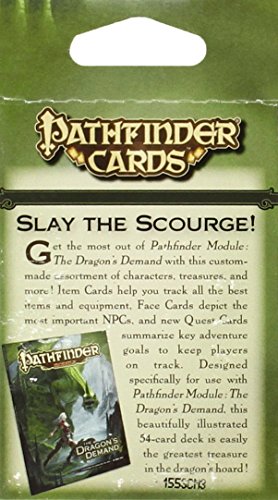 PATHFINDER
CARDS™
SLAY THE SCOURGE!
Get the most out of Pathfinder Module:
The Dragon's Demand with this custom-
made assortment of characters, treasures, and
more! Item Cards help you track all the best
items and equipment, Face Cards depict the
most important NPCs, and new Quest Cards
summarize key adventure
goals to keep players
on track. Designed
specifically for use with
Pathfinder Module: The
Dragon's Demand, this
beautifully illustrated
54-card deck is easily
the greatest treasure
in the dragon's hoard!
PATHFINDER
THE
DRAGON'S
DEMAND